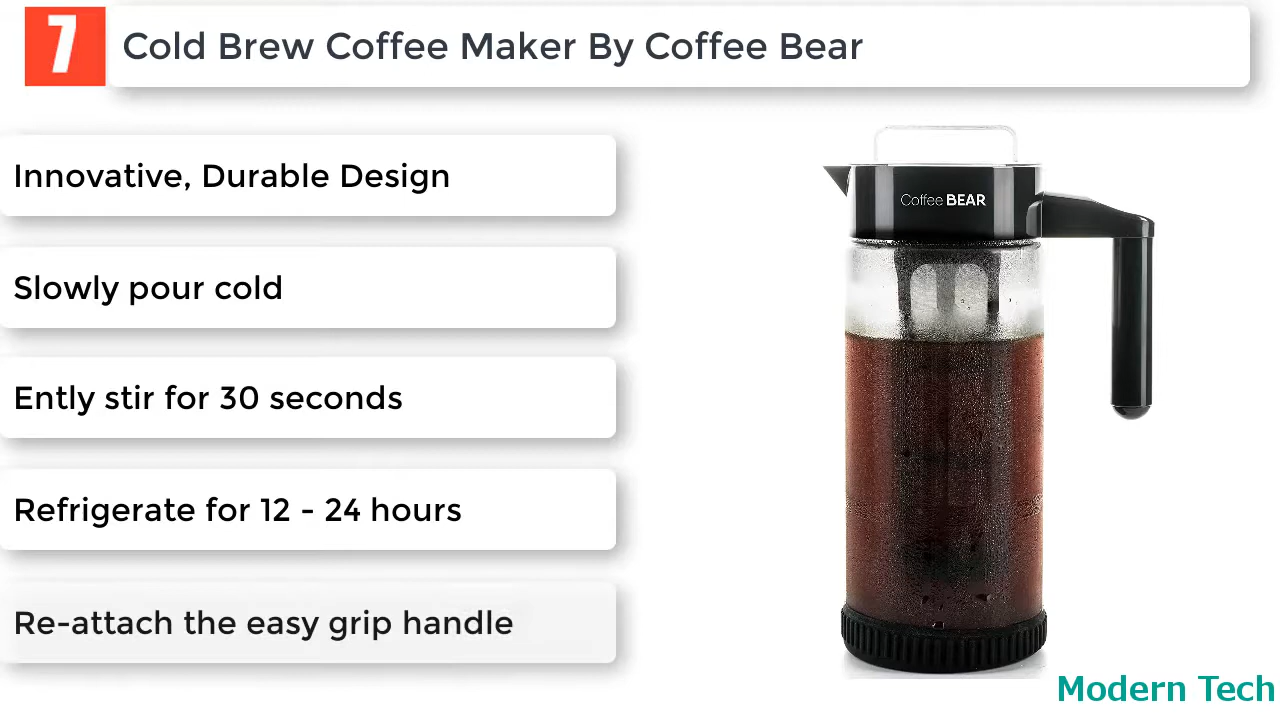 7
Cold Brew Coffee Maker By Coffee Bear
Innovative, Durable Design
Slowly pour cold
Ently stir for 30 seconds
Refrigerate for 12 - 24 hours
Re-attach the easy grip handle
Coffee BEAR
Modern Tech